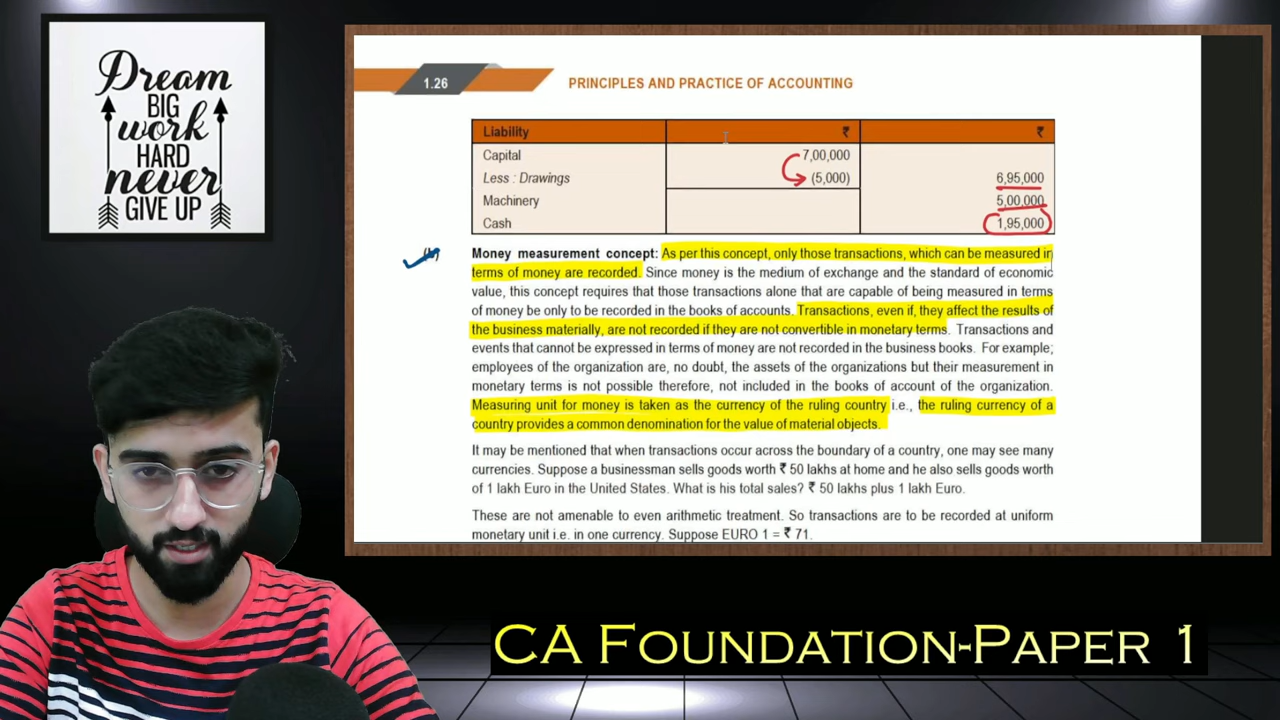 Dream
BIG
work
HARD
never
GIVE UP
1.26
PRINCIPLES AND PRACTICE OF ACCOUNTING
Liability ₹ ₹
Capital 7,00,000
Less : Drawings (5,000) 6,95,000
Machinery 5,00,000
Cash 1,95,000
Money measurement concept: As per this concept, only those transactions, which can be measured in
terms of money are recorded. Since money is the medium of exchange and the standard of economic
value, this concept requires that those transactions alone that are capable of being measured in terms
of money be only to be recorded in the books of accounts. Transactions, even if, they affect the results of
the business materially, are not recorded if they are not convertible in monetary terms. Transactions and
events that cannot be expressed in terms of money are not recorded in the business books. For example;
employees of the organization are, no doubt, the assets of the organizations but their measurement in
monetary terms is not possible therefore, not included in the books of account of the organization.
Measuring unit for money is taken as the currency of the ruling country i.e., the ruling currency of a
country provides a common denomination for the value of material objects.
It may be mentioned that when transactions occur across the boundary of a country, one may see many
currencies. Suppose a businessman sells goods worth ₹ 50 lakhs at home and he also sells goods worth
of 1 lakh Euro in the United States. What is his total sales? ₹ 50 lakhs plus 1 lakh Euro.
These are not amenable to even arithmetic treatment. So transactions are to be recorded at uniform
monetary unit i.e. in one currency. Suppose EURO 1 = ₹ 71.
CA Foundation-Paper 1